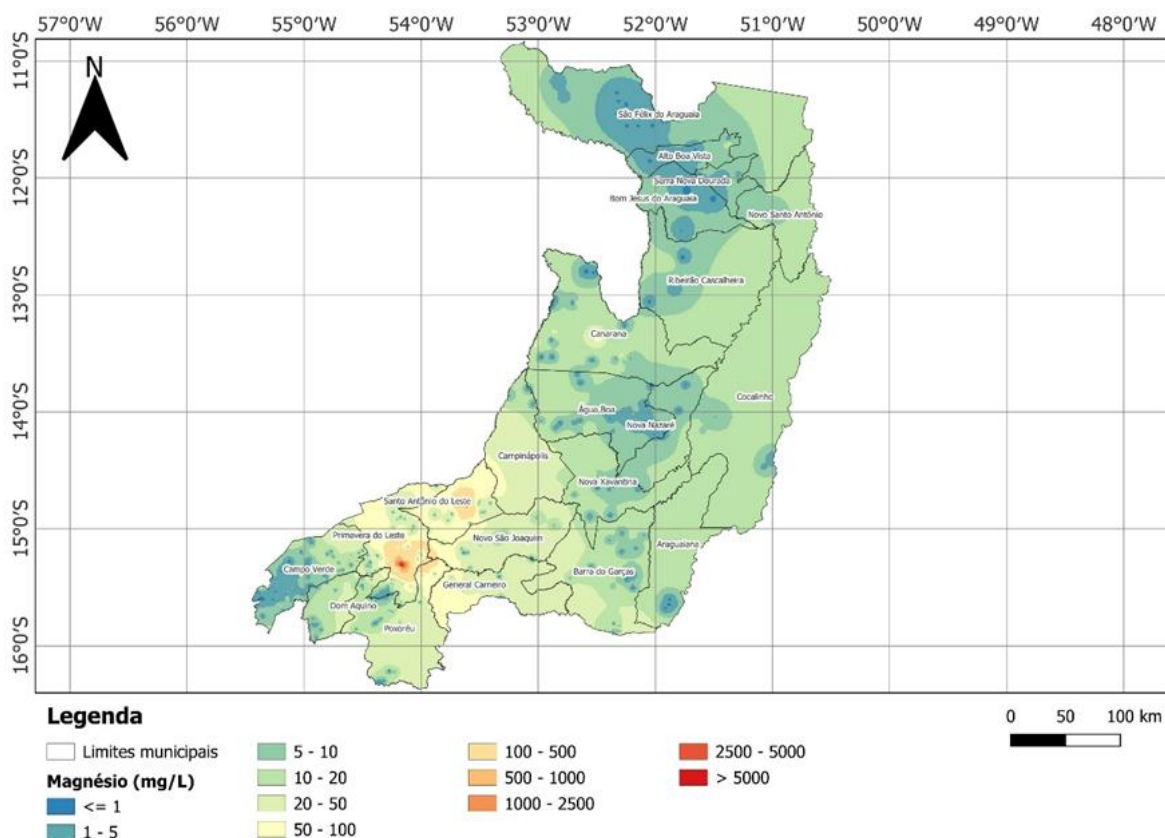 57°0'W 56°0'W 55°0'W 54°0'W 53°0'W 52°0'W 51°0'W 50°0'W 49°0'W 48°0'W
11°S
N
São Félix do Araguaia
Alto Boa Vista
12°0'S
Serra Nova Dourada
Bom Jesus do Araguaia
Novo Santo Antônio
Ribeirão Cascalheira
13°0'S
Canarana
Cocalinho
14°0'S
Água Boa
Nova Nazaré
Campinápolis
Nova Xavantina
Santo Antônio do Leste
15°0'S
Primavera do Leste
Novo São Joaquim
Araguaiana
Campo Verde
Barra do Garças
General Carneiro
Dom Aquino
Poxoréu
16°0'S
Legenda
Limites municipais
Magnésio (mg/L)
<= 1
1 - 5
5 - 10
10 - 20
20 - 50
50 - 100
100 - 500
500 - 1000
1000 - 2500
2500 - 5000
> 5000
0 50 100 km